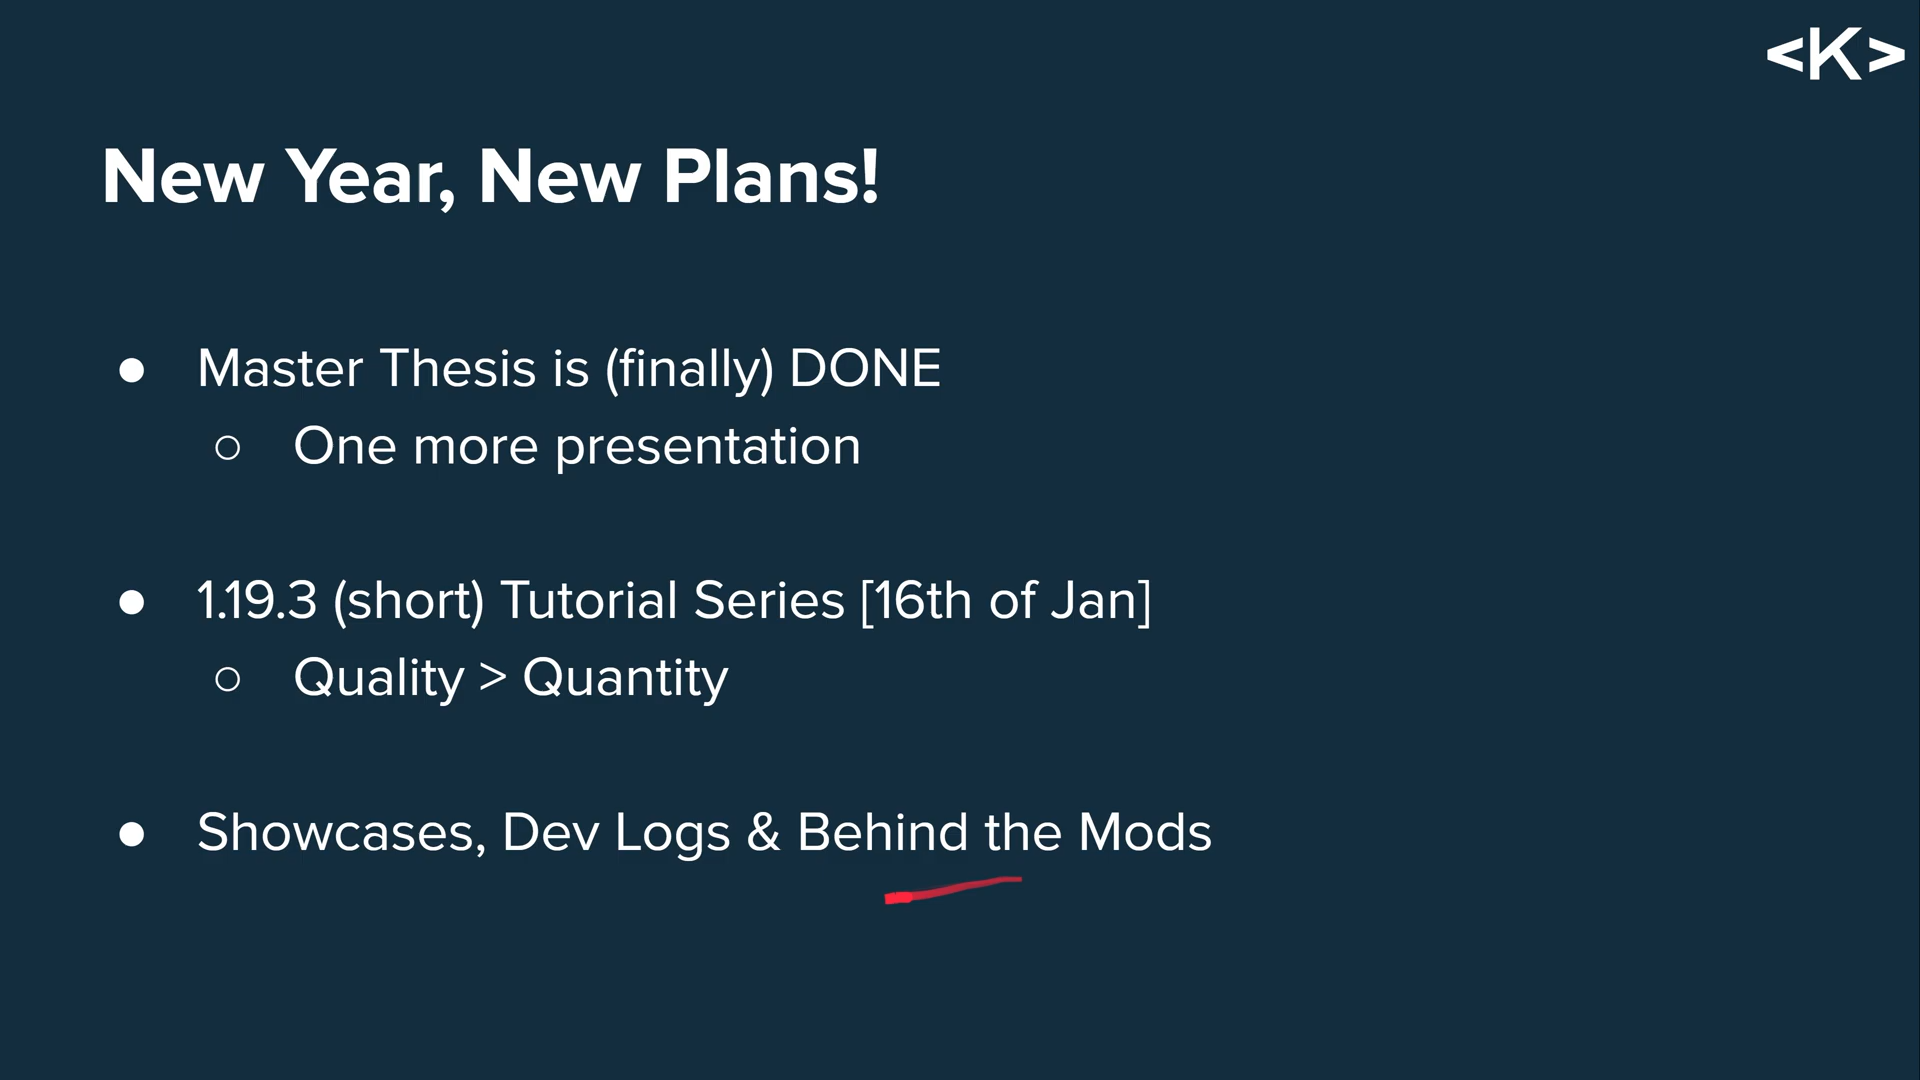 <K>
New Year, New Plans!
● Master Thesis is (finally) DONE
○ One more presentation
● 1.19.3 (short) Tutorial Series [16th of Jan]
○ Quality > Quantity
● Showcases, Dev Logs & Behind the Mods